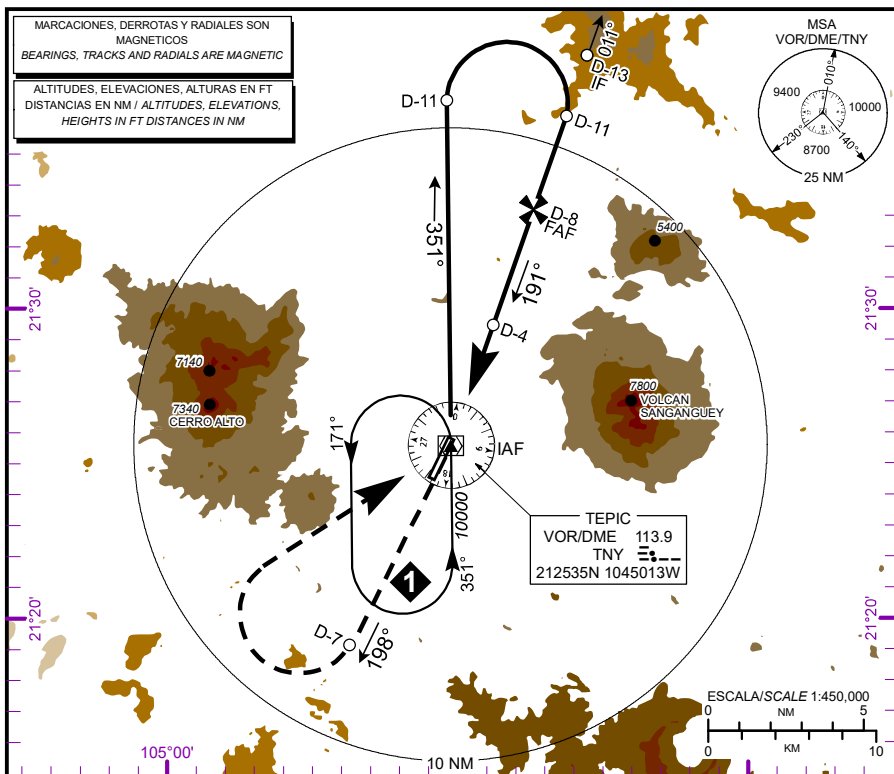 MARCACIONES, DERROTAS Y RADIALES SON
MAGNETICOS
BEARINGS, TRACKS AND RADIALS ARE MAGNETIC
ALTITUDES, ELEVACIONES, ALTURAS EN FT
DISTANCIAS EN NM / ALTITUDES, ELEVATIONS,
HEIGHTS IN FT DISTANCES IN NM
MSA
VOR/DME/TNY
010°
9400
10000
230°
140°
8700
25 NM
011°
D-13
IF
D-11
D-11
D-8
FAF
5400
351°
191°
21°30'
D-4
7140
7340
CERRO ALTO
7800
VOLCAN
SANGANGUEY
171°
0
27
9
18
IAF
10000
351°
TEPIC
VOR/DME 113.9
TNY
212535N 1045013W
1
21°20'
D-7
198°
ESCALA/SCALE 1:450,000
NM
0 5
0 10
KM
105°00'
10 NM